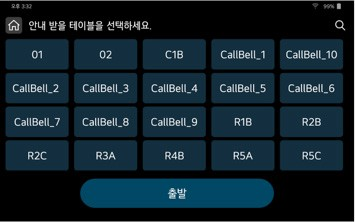 오후 3:32
95%
안내 받을 테이블을 선택하세요.
01 02 C1B CallBell_1 CallBell_10
CallBell_2 CallBell_3 CallBell_4 CallBell_5 CallBell_6
CallBell_7 CallBell_8 CallBell_9 R1B R2B
R2C R3A R4B R5A R5C
출발